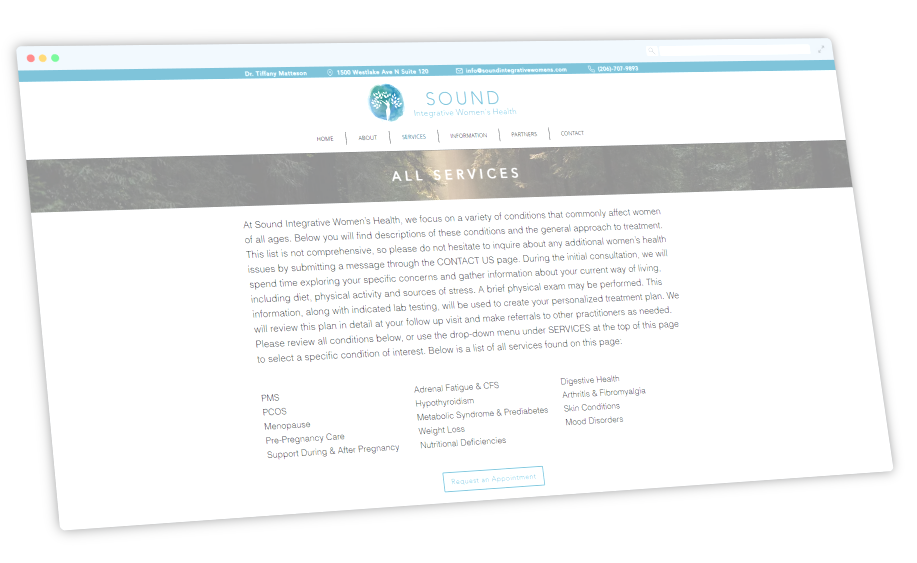 Dr. Tiffany Matteson 1500 Westlake Ave N Suite 120 info@soundintegrativewomens.com (206)-707-9893
SOUND
Integrative Women's Health
HOME ABOUT SERVICES INFORMATION PARTNERS CONTACT
ALL SERVICES
At Sound Integrative Women's Health, we focus on a variety of conditions that commonly affect women
of all ages. Below you will find descriptions of these conditions and the general approach to treatment.
This list is not comprehensive, so please do not hesitate to inquire about any additional women's health
issues by submitting a message through the CONTACT US page. During the initial consultation, we will
spend time exploring your specific concerns and gather information about your current way of living,
including diet, physical activity and sources of stress. A brief physical exam may be performed. This
information, along with indicated lab testing, will be used to create your personalized treatment plan. We
will review this plan in detail at your follow up visit and make referrals to other practitioners as needed.
Please review all conditions below, or use the drop-down menu under SERVICES at the top of this page
to select a specific condition of interest. Below is a list of all services found on this page:
PMS
PCOS
Menopause
Pre-Pregnancy Care
Support During & After Pregnancy
Adrenal Fatigue & CFS
Hypothyroidism
Metabolic Syndrome & Prediabetes
Weight Loss
Nutritional Deficiencies
Digestive Health
Arthritis & Fibromyalgia
Skin Conditions
Mood Disorders
Request an Appointment